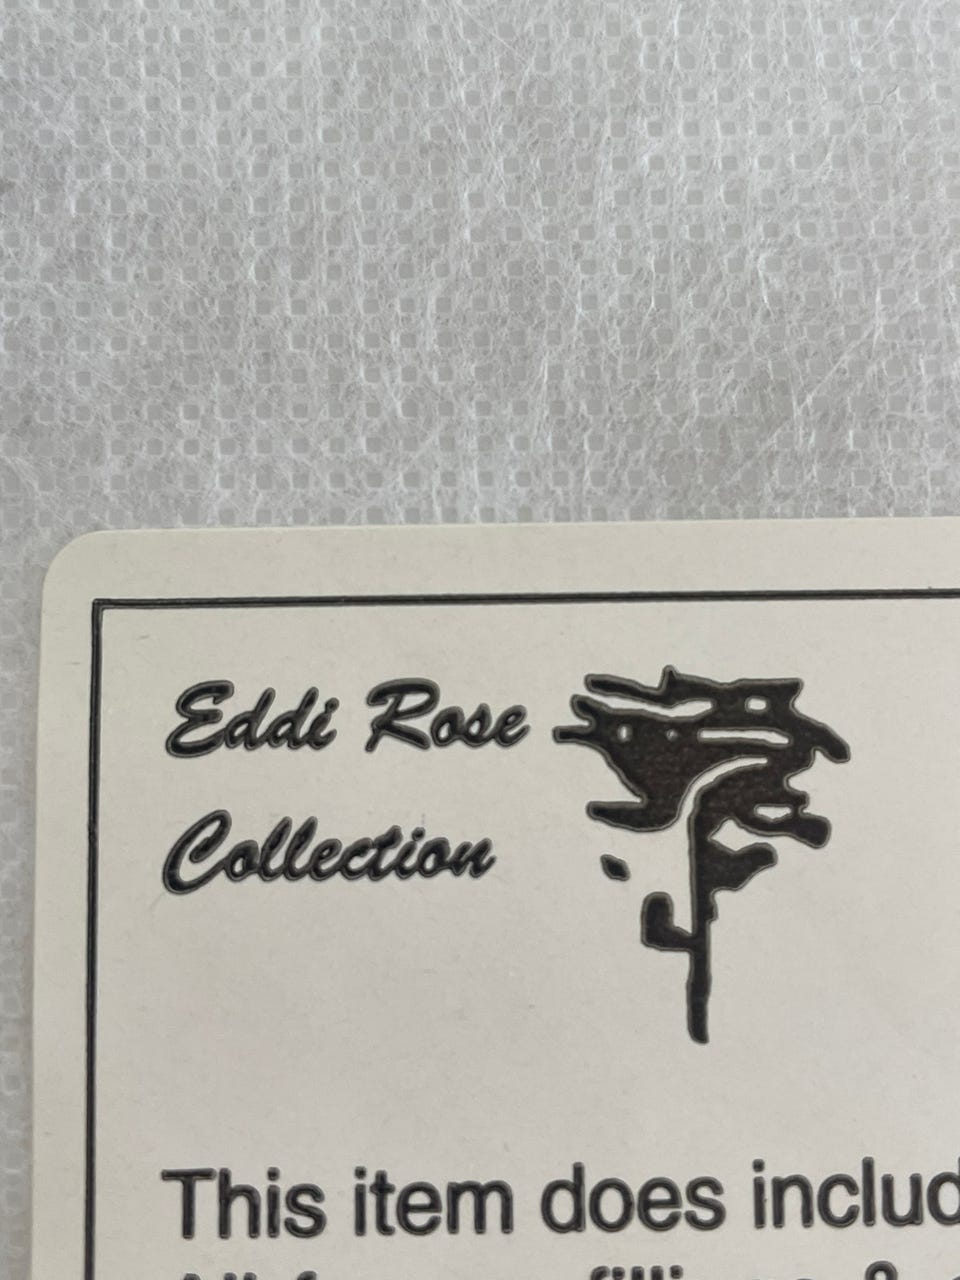 Eddi Rose
Collection
This item does includ